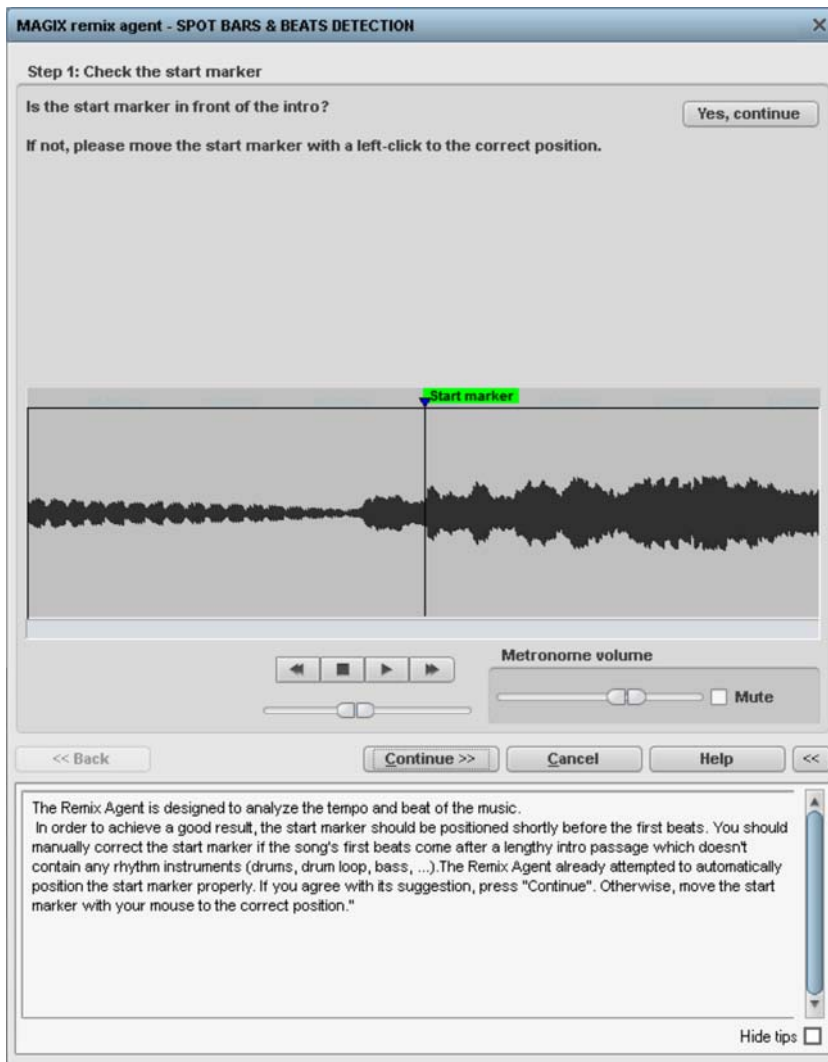 MAGIX remix agent - SPOT BARS & BEATS DETECTION
Step 1: Check the start marker
Is the start marker in front of the intro?
Yes, continue
If not, please move the start marker with a left-click to the correct position.
Start marker
Metronome volume
Mute
<< Back
Continue >>
Cancel
Help
<<
The Remix Agent is designed to analyze the tempo and beat of the music.
In order to achieve a good result, the start marker should be positioned shortly before the first beats. You should
manually correct the start marker if the song's first beats come after a lengthy intro passage which doesn't
contain any rhythm instruments (drums, drum loop, bass, ...).The Remix Agent already attempted to automatically
position the start marker properly. If you agree with its suggestion, press "Continue". Otherwise, move the start
marker with your mouse to the correct position."
Hide tips